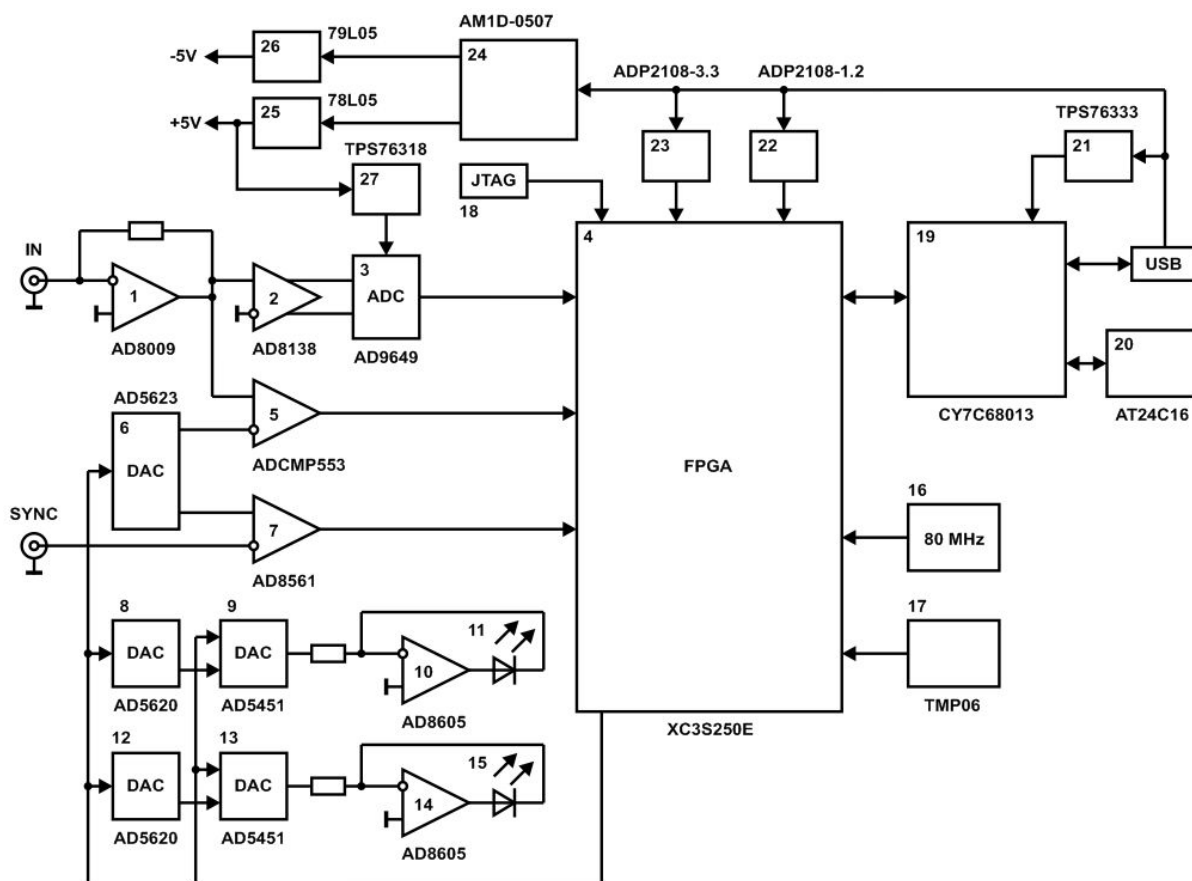 AM1D-0507
79L05
26
24
-5V
ADP2108-3.3
ADP2108-1.2
78L05
25
+5V
TPS76333
21
23
22
TPS76318
27
JTAG
18
4
19
IN
USB
3
ADC
1
2
20
AD8009
AD8138
AD9649
AD5623
6
DAC
5
CY7C68013
AT24C16
ADCMP553
FPGA
16
80 MHz
SYNC
7
AD8561
8
DAC
AD5620
9
DAC
AD5451
11
10
AD8605
17
TMP06
XC3S250E
12
DAC
AD5620
13
DAC
AD5451
15
14
AD8605